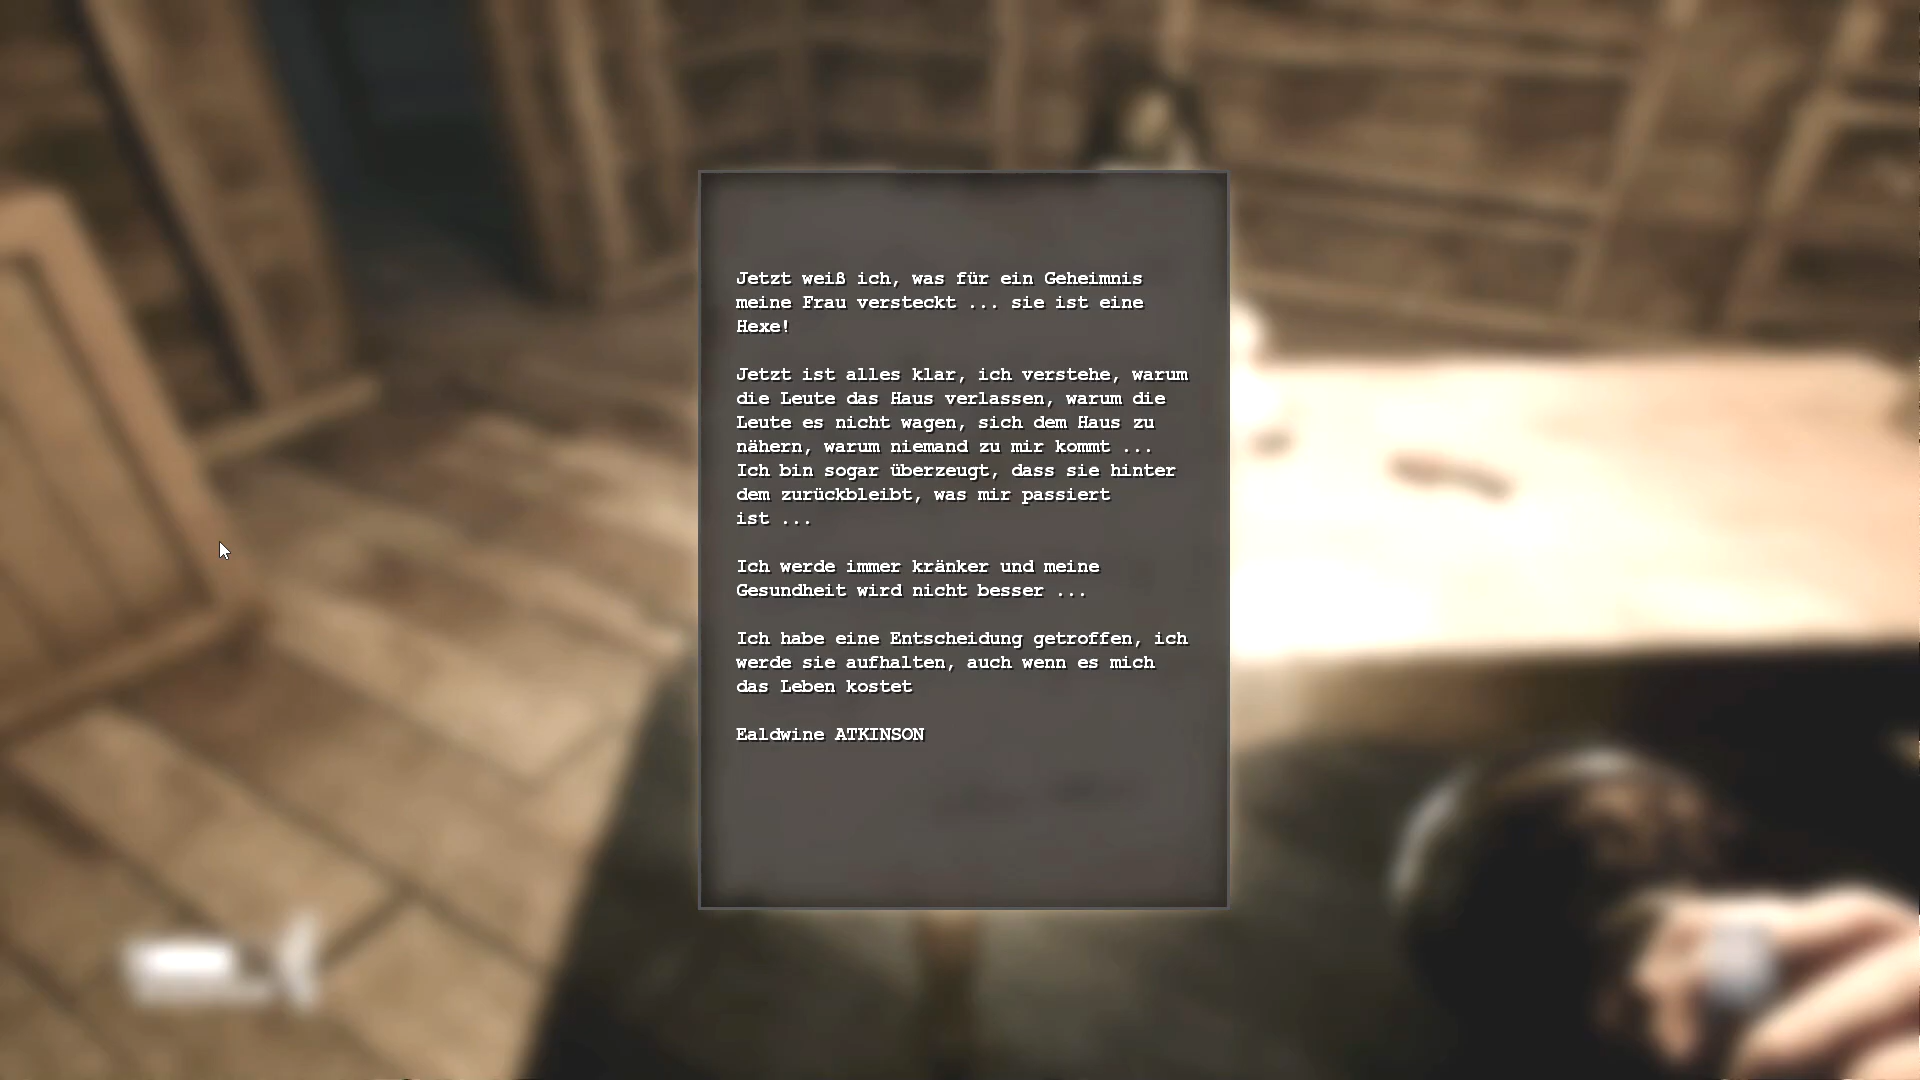 Jetzt weiß ich, was für ein Geheimnis
meine Frau versteckt ... sie ist eine
Hexe!
Jetzt ist alles klar, ich verstehe, warum
die Leute das Haus verlassen, warum die
Leute es nicht wagen, sich dem Haus zu
nähern, warum niemand zu mir kommt ...
Ich bin sogar überzeugt, dass sie hinter
dem zurückbleibt, was mir passiert
ist ...
Ich werde immer kränker und meine
Gesundheit wird nicht besser ...
Ich habe eine Entscheidung getroffen, ich
werde sie aufhalten, auch wenn es mich
das Leben kostet
Ealdwine ATKINSON